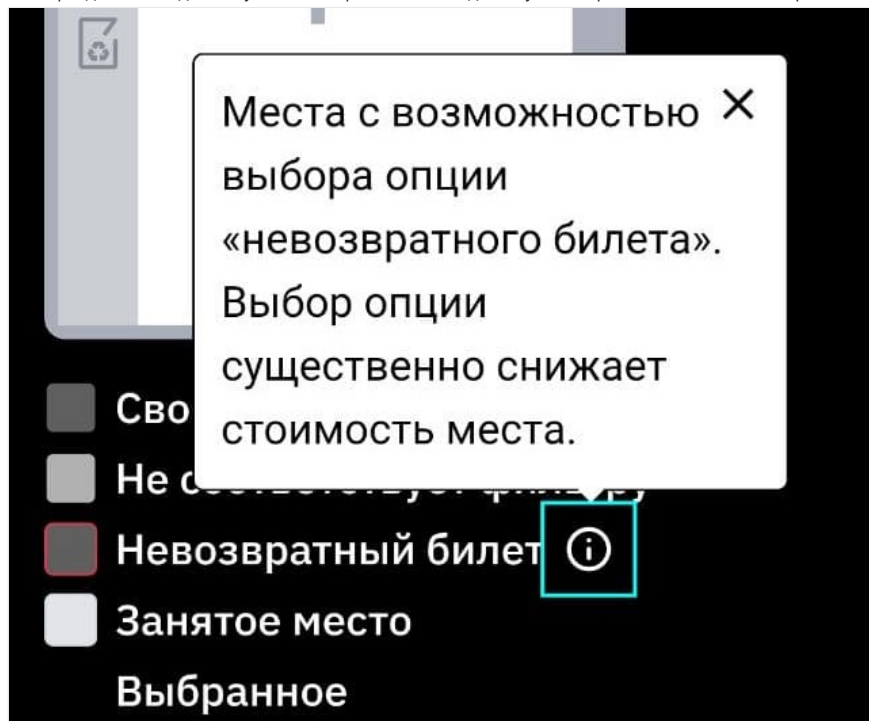 Места с возможностью
выбора опции
«невозвратного билета».
Выбор опции
существенно снижает
стоимость места.
Сво
Не
Невозвратный билет
Занятое место
Выбранное